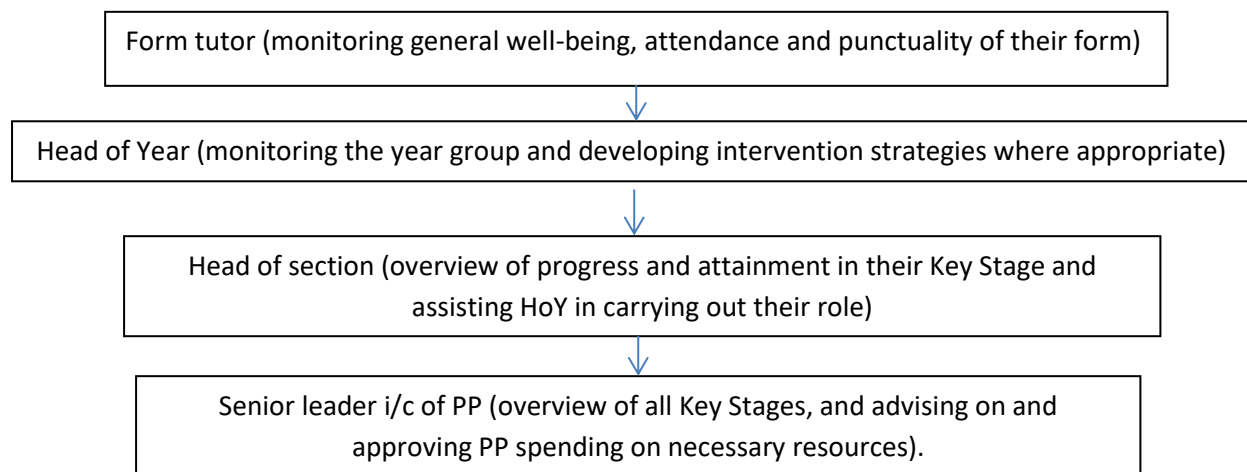 Form tutor (monitoring general well-being, attendance and punctuality of their form)
Head of Year (monitoring the year group and developing intervention strategies where appropriate)
Head of section (overview of progress and attainment in their Key Stage and
assisting HoY in carrying out their role)
Senior leader i/c of PP (overview of all Key Stages, and advising on and
approving PP spending on necessary resources).